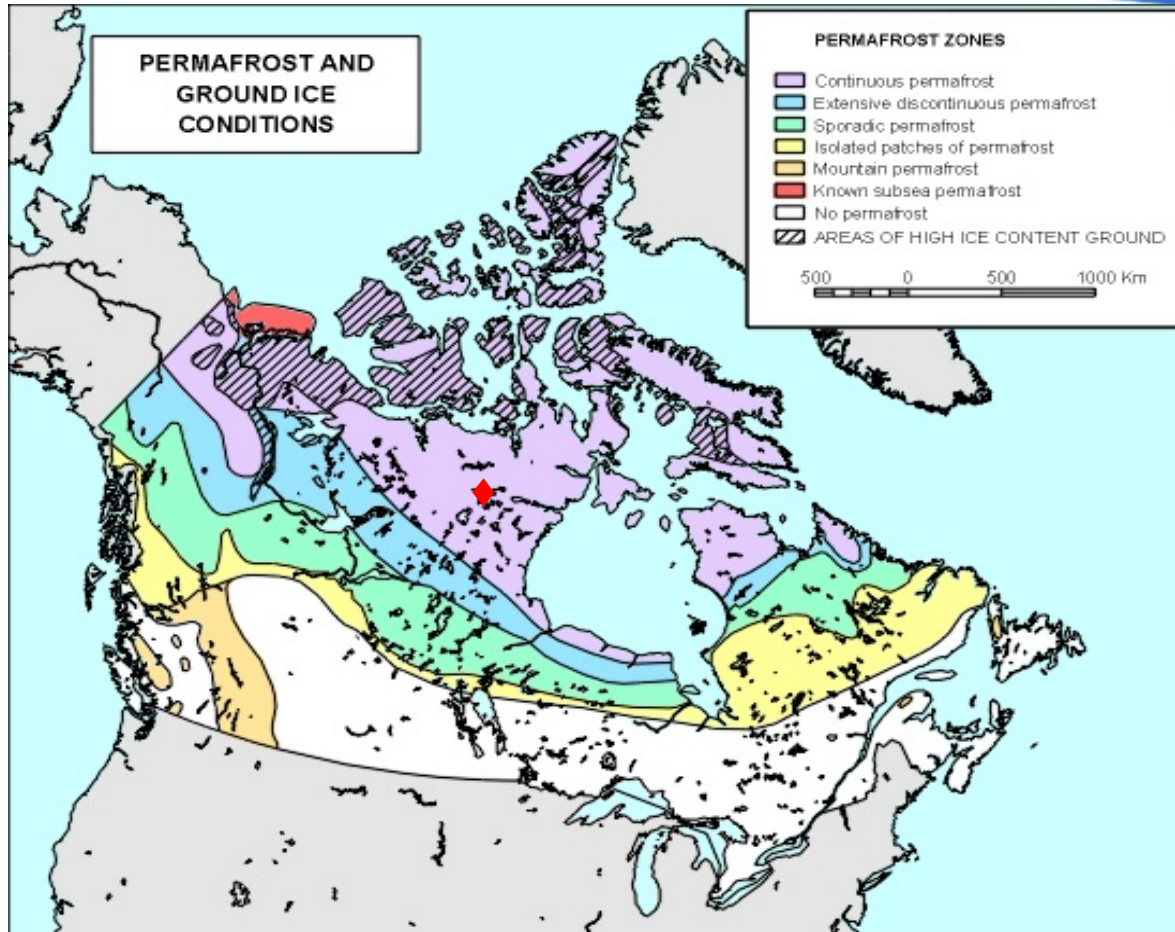 PERMAFROST AND
GROUND ICE
CONDITIONS
PERMAFROST ZONES
Continuous permafrost
Extensive discontinuous permafrost
Sporadic permafrost
Isolated patches of permafrost
Mountain permafrost
Known subsea permafrost
No permafrost
AREAS OF HIGH ICE CONTENT GROUND
500 0 500 1000 Km